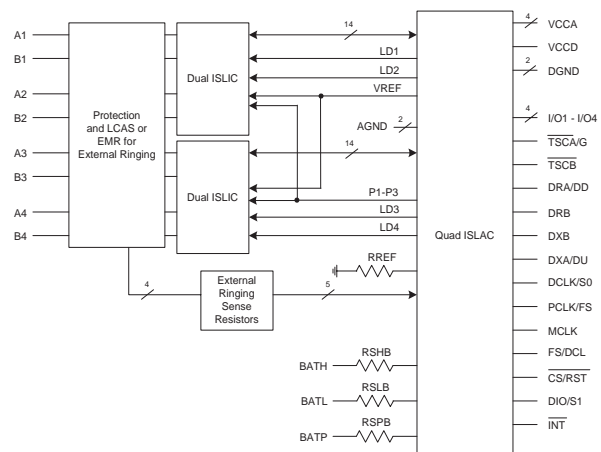 A1
B1
A2
B2
A3
B3
A4
B4
Protection
and LCAS or
EMR for
External Ringing
Dual ISLIC
Dual ISLIC
14
LD1
LD2
VREF
AGND
2
14
P1-P3
LD3
LD4
RREF
4
External
Ringing
Sense
Resistors
5
BATH
RSHB
BATL
RSLB
BATP
RSPB
Quad ISLAC
4
VCCA
VCCD
2
DGND
4
I/O1 - I/O4
TSCA/G
TSCB
DRA/DD
DRB
DXB
DXA/DU
DCLK/S0
PCLK/FS
MCLK
FS/DCL
CS/RST
DIO/S1
INT